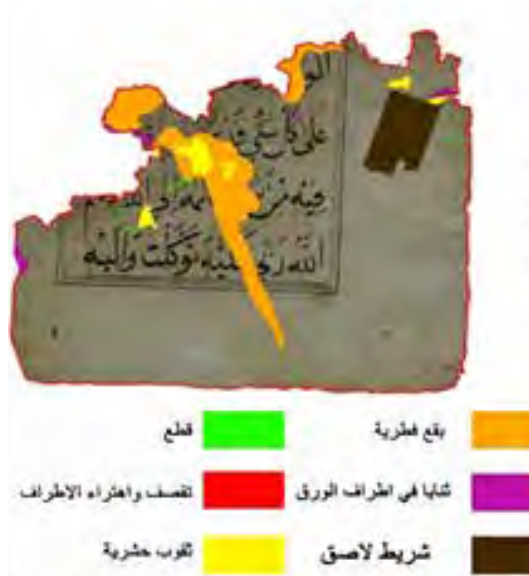 على كل شي
الله ربي عليه توكلت واليه
بقع فطرية
قطع
ثنايا في اطراف الورق
تقصف واهتراء الاطراف
شريط لاصق
ثقوب حشرية